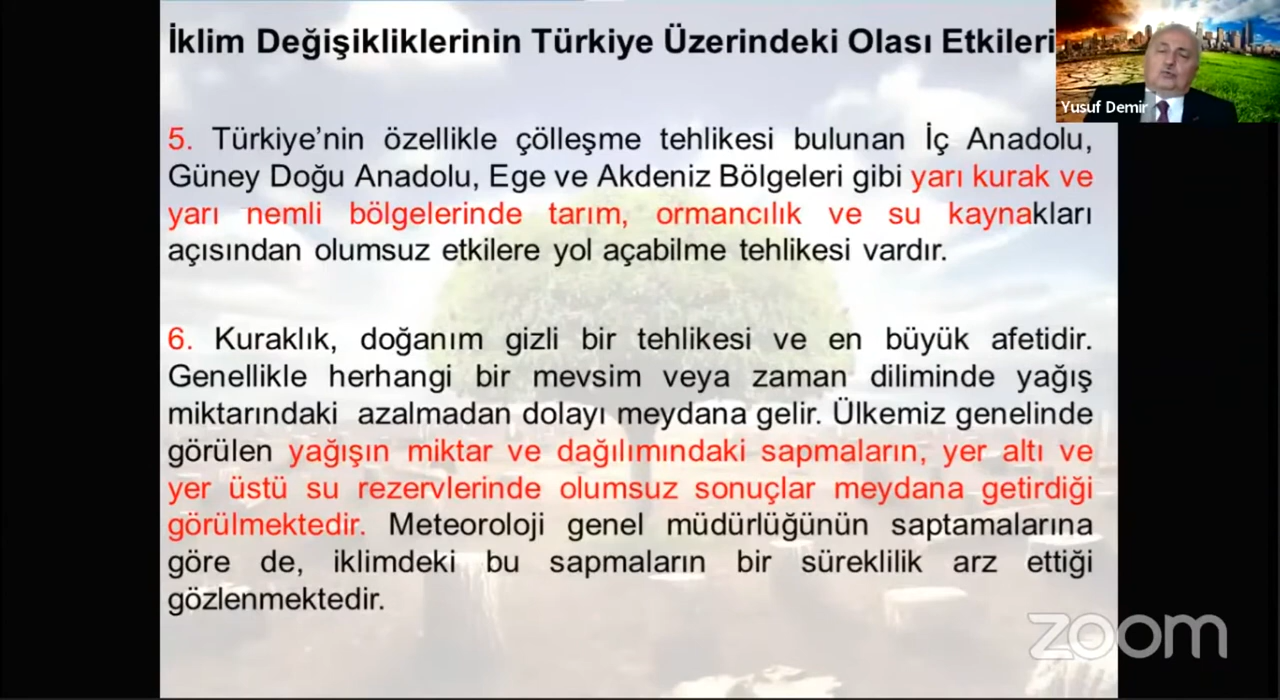 İklim Değişikliklerinin Türkiye Üzerindeki Olası Etkileri
Yusuf Demir
5. Türkiye’nin özellikle çölleşme tehlikesi bulunan İç Anadolu,
Güney Doğu Anadolu, Ege ve Akdeniz Bölgeleri gibi yarı kurak ve
yarı nemli bölgelerinde tarım, ormancılık ve su kaynakları
açısından olumsuz etkilere yol açabilme tehlikesi vardır.
6. Kuraklık, doğanım gizli bir tehlikesi ve en büyük afetidir.
Genellikle herhangi bir mevsim veya zaman diliminde yağış
miktarındaki azalmadan dolayı meydana gelir. Ülkemiz genelinde
görülen yağışın miktar ve dağılımındaki sapmaların, yer altı ve
yer üstü su rezervlerinde olumsuz sonuçlar meydana getirdiği
görülmektedir. Meteoroloji genel müdürlüğünün saptamalarına
göre de, iklimdeki bu sapmaların bir süreklilik arz ettiği
gözlenmektedir.
zoom